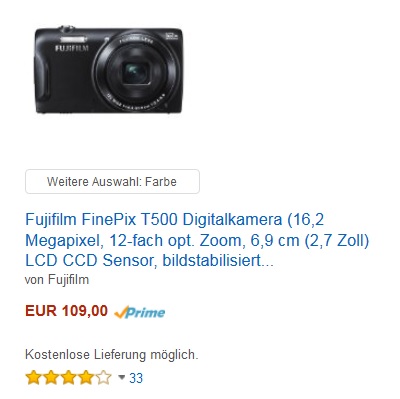 FUJIFILM
Weitere Auswahl: Farbe
Fujifilm FinePix T500 Digitalkamera (16,2
Megapixel, 12-fach opt. Zoom, 6,9 cm (2,7 Zoll)
LCD CCD Sensor, bildstabilisiert...
von Fujifilm
EUR 109,00 Prime
Kostenlose Lieferung möglich.
33